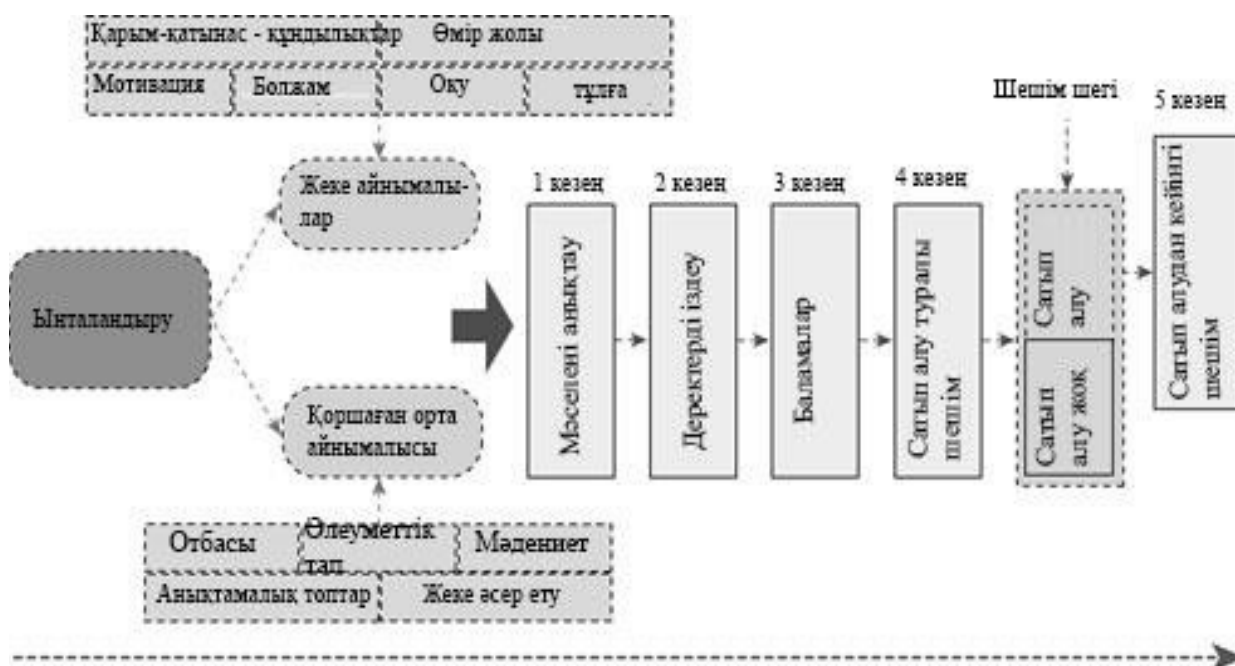 Қарым-қатынас - құндылықтар Өмір жолы
Мотивация Болжам Оқу тұлға
Шешім шегі
5 кезең
Жеке айнымалы-
лар
1 кезең 2 кезең 3 кезең 4 кезең
Ынталандыру
Мәселені анықтау
Деректерді іздеу
Баламалар
Сатып алу туралы
шешім
Сатып
алу
Сатып
алу жоқ
Сатып алудан кейінгі
шешім
Қоршаған орта
айнымалысы
Отбасы Әлеуметтік Мәдениет
тап
Анықтамалық топтар Жеке әсер ету